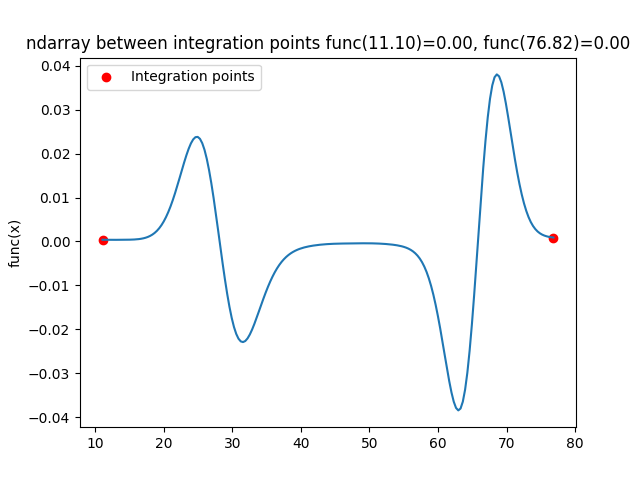 ndarray between integration points func(11.10)=0.00, func(76.82)=0.00
Integration points
func(x)
0.04
0.03
0.02
0.01
0.00
−0.01
−0.02
−0.03
−0.04
10 20 30 40 50 60 70 80